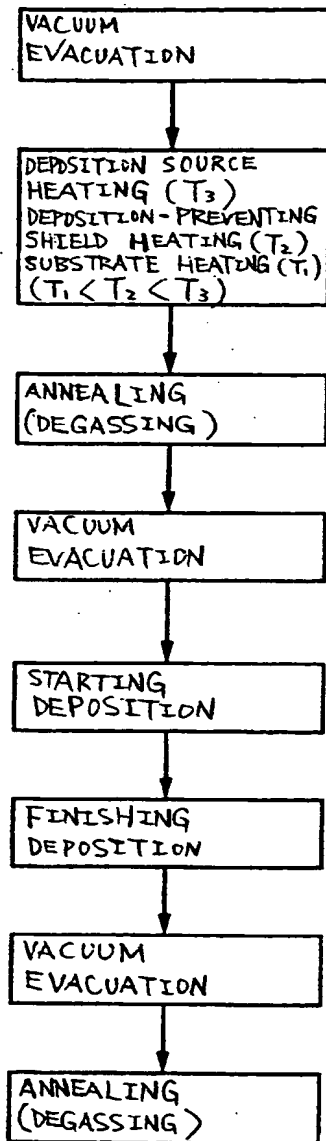 VACUUM
EVACUATION
DEPOSITION SOURCE
HEATING (T₃)
DEPOSITION-PREVENTING
SHIELD HEATING (T₂)
SUBSTRATE HEATING (T₁)
(T₁ < T₂ < T₃)
ANNEALING
(DEGASSING)
VACUUM
EVACUATION
STARTING
DEPOSITION
FINISHING
DEPOSITION
VACUUM
EVACUATION
ANNEALING
(DEGASSING)